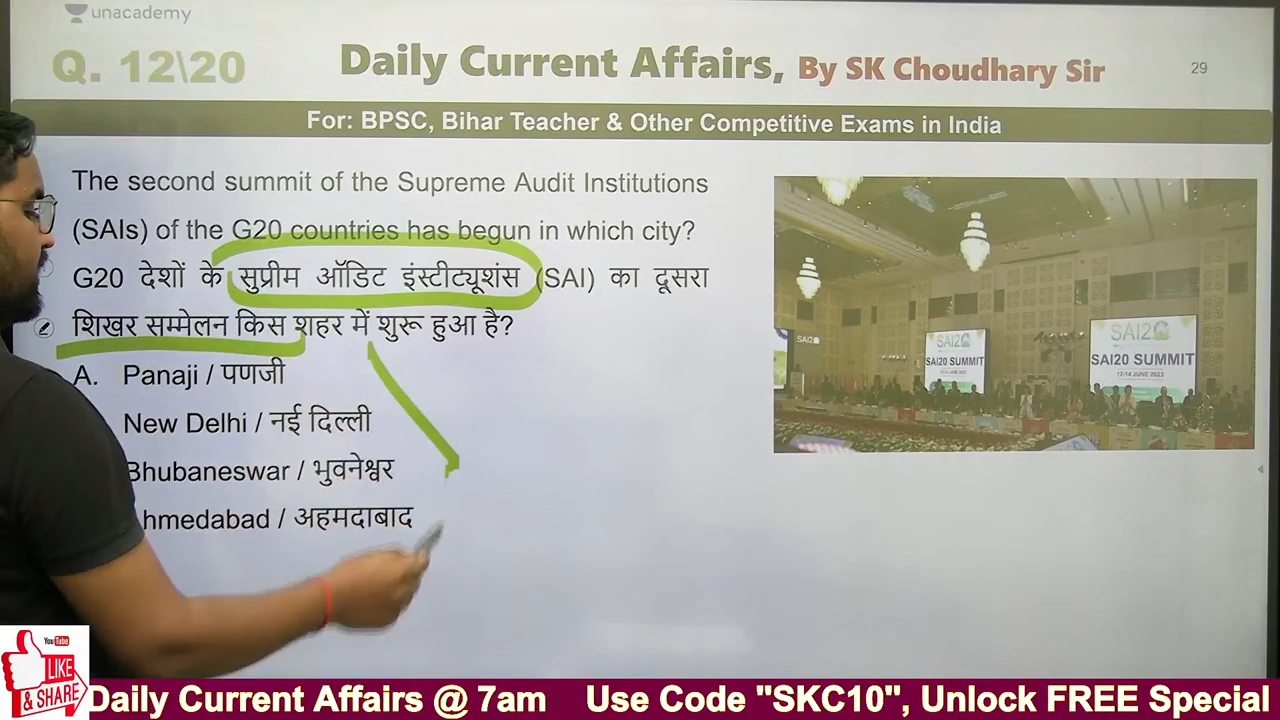 unacademy
Q. 12\20
Daily Current Affairs, By SK Choudhary Sir
29
For: BPSC, Bihar Teacher & Other Competitive Exams in India
The second summit of the Supreme Audit Institutions
(SAIs) of the G20 countries has begun in which city?
G20 देशों के सुप्रीम ऑडिट इंस्टीट्यूशंस (SAI) का दूसरा
शिखर सम्मेलन किस शहर में शुरू हुआ है?
A. Panaji / पणजी
New Delhi / नई दिल्ली
Bhubaneswar / भुवनेश्वर
hmedabad / अहमदाबाद
SAI2
SAI20 SUMMIT
SAI2
SAI20 SUMMIT
12-14 JUNE 2023
YouTube
LIKE
& SHARE
Daily Current Affairs @ 7am Use Code "SKC10", Unlock FREE Special